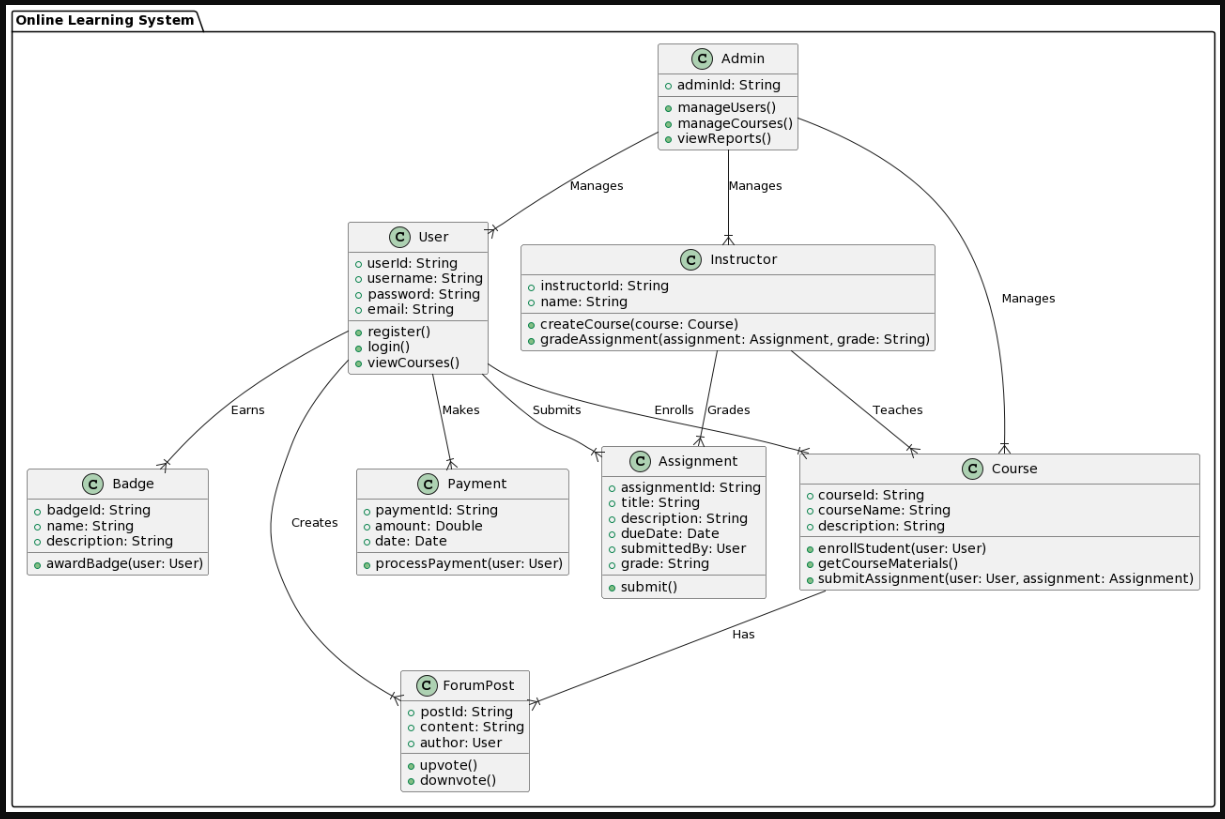 Online Learning System
C Admin
adminId: String
manageUsers()
manageCourses()
viewReports()
Manages
Manages
Manages
C User
userId: String
username: String
password: String
email: String
register()
login()
viewCourses()
C Instructor
instructorId: String
name: String
createCourse(course: Course)
gradeAssignment(assignment: Assignment, grade: String)
Earns
Makes
Submits
Enrolls
Grades
Teaches
C Badge
badgeId: String
name: String
description: String
awardBadge(user: User)
Creates
C Payment
paymentId: String
amount: Double
date: Date
processPayment(user: User)
C Assignment
assignmentId: String
title: String
description: String
dueDate: Date
submittedBy: User
grade: String
submit()
C Course
courseId: String
courseName: String
description: String
enrollStudent(user: User)
getCourseMaterials()
submitAssignment(user: User, assignment: Assignment)
Has
C ForumPost
postId: String
content: String
author: User
upvote()
downvote()